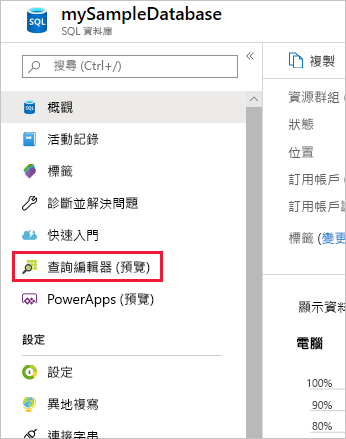 mySampleDatabase
SQL 資料庫
搜尋 (Ctrl+/)
概觀
活動記錄
標籤
診斷並解決問題
快速入門
查詢編輯器 (預覽)
PowerApps (預覽)
設定
設定
異地複寫
連接字串
複製
資源群組 (
狀態
位置
訂用帳戶 (
訂用帳戶
標籤 (變更
顯示資料
電腦
100%
90%
80%